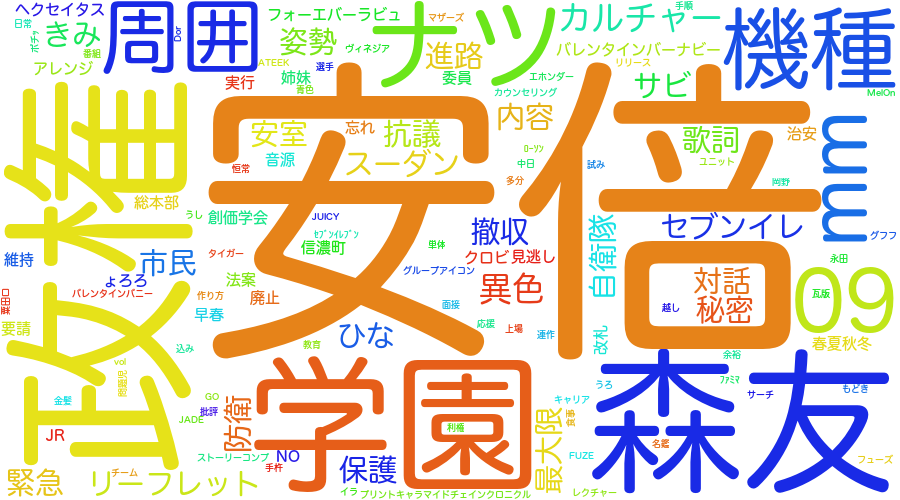 ヘクセイタス
日常
きみ
ポチッ
番組
アレンジ
周囲
Dor
フォーエバーラビュ
姿勢
ATEEK
ヴィネジア
姉妹
実行
青色
選手
ナツ
マザーズ
手順
カルチャー
進路
バレンタインバーナビー
リリース
委員
エホンダー
カウンセリング
サビ
機種
MelOn
政権
安倍
安室
音源
忘れ
抗議
内容
歌詞
治安
ユニット
スーダン
ローソン
中日
試み
恒常
多分
岡野
mmm
総本部
うし
創価学会
JUICY
セブンイレブン
信濃町
単体
撤収
セブンイレ
グフフ
維持
市民
タイガー
クロビ見逃し
自衛隊
永田
ょろろ
法案
グループアイコン
異色
対話
秘密
09
瓦版
バレンタインバニー
作り方
廃止
面接
越し
要請
早春
ひな
応援
上場
連作
改札
春夏秋冬
込み
教育
余裕
vol
問題児
学園
森友
ファミマ
金髪
GO
批評
防衛
利権
最大限
キャリア
うろ
サーチ
もどき
JADE
JR
NO
ストーリーコンプ
手杵
保護
FUZE
名鑑
フューズ
緊急
チーム
リーフレット
イラ
プリントキャラマイドチェインクロニクル
レクチャー